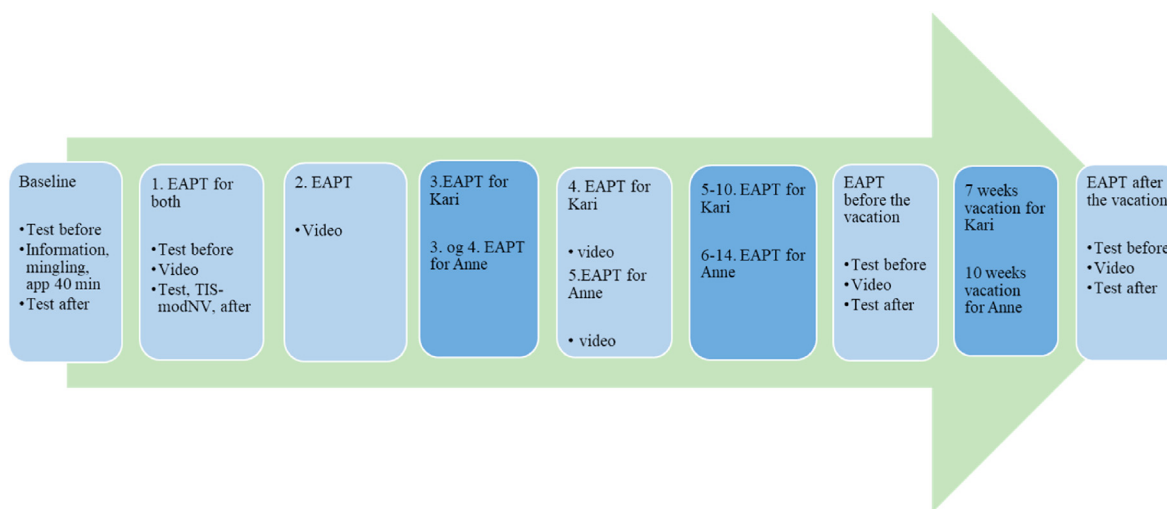 Baseline
•Test before
•Information,
mingling,
app 40 min
•Test after
1. EAPT for
both
•Test before
•Video
•Test, TIS-
modNV, after
2. EAPT
•Video
3.EAPT for
Kari
3. og 4. EAPT
for Anne
4. EAPT for
Kari
• video
5.EAPT for
Anne
• video
5-10. EAPT for
Kari
6-14. EAPT for
Anne
EAPT
before the
vacation
•Test before
•Video
•Test after
7 weeks
vacation for
Kari
10 weeks
vacation
for Anne
EAPT after
the vacation
•Test before
•Video
•Test after